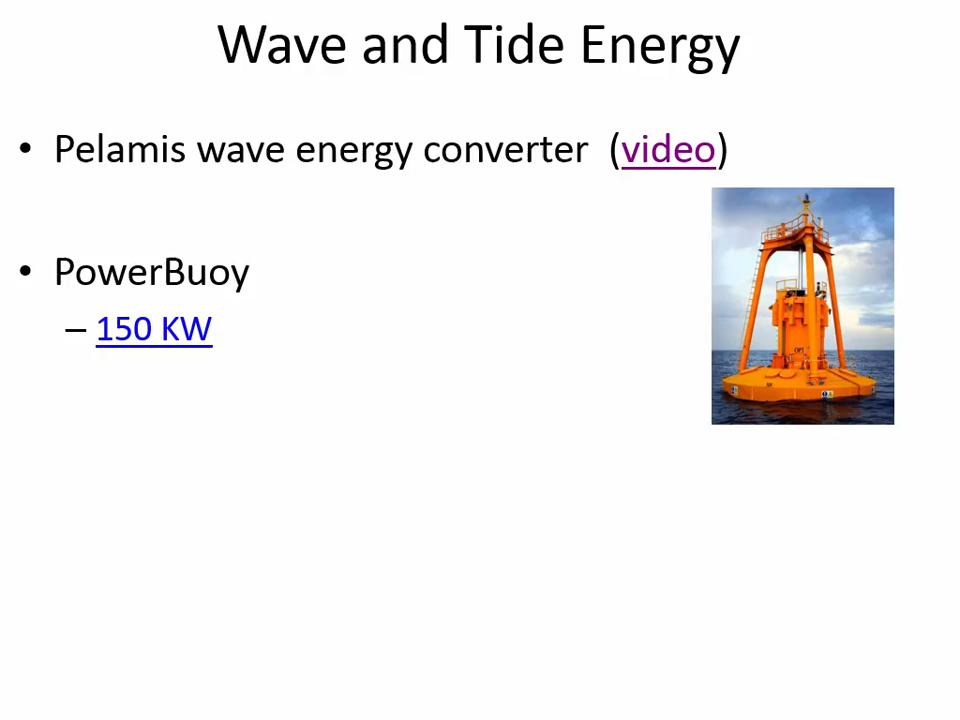 Wave and Tide Energy
• Pelamis wave energy converter (video)
• PowerBuoy
– 150 KW